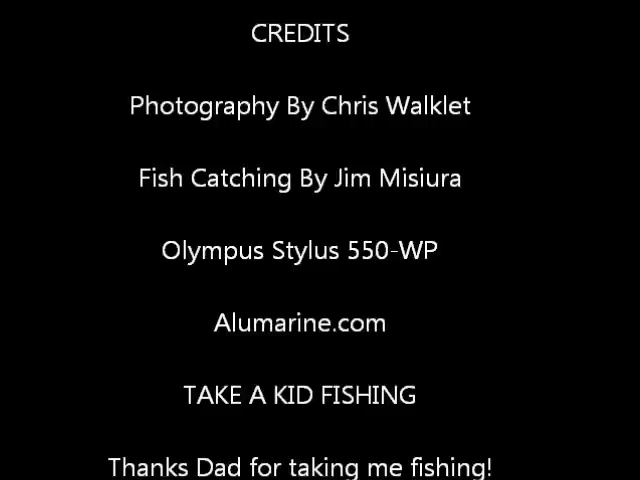 CREDITS
Photography By Chris Walklet
Fish Catching By Jim Misiura
Olympus Stylus 550-WP
Alumarine.com
TAKE A KID FISHING
Thanks Dad for taking me fishing!